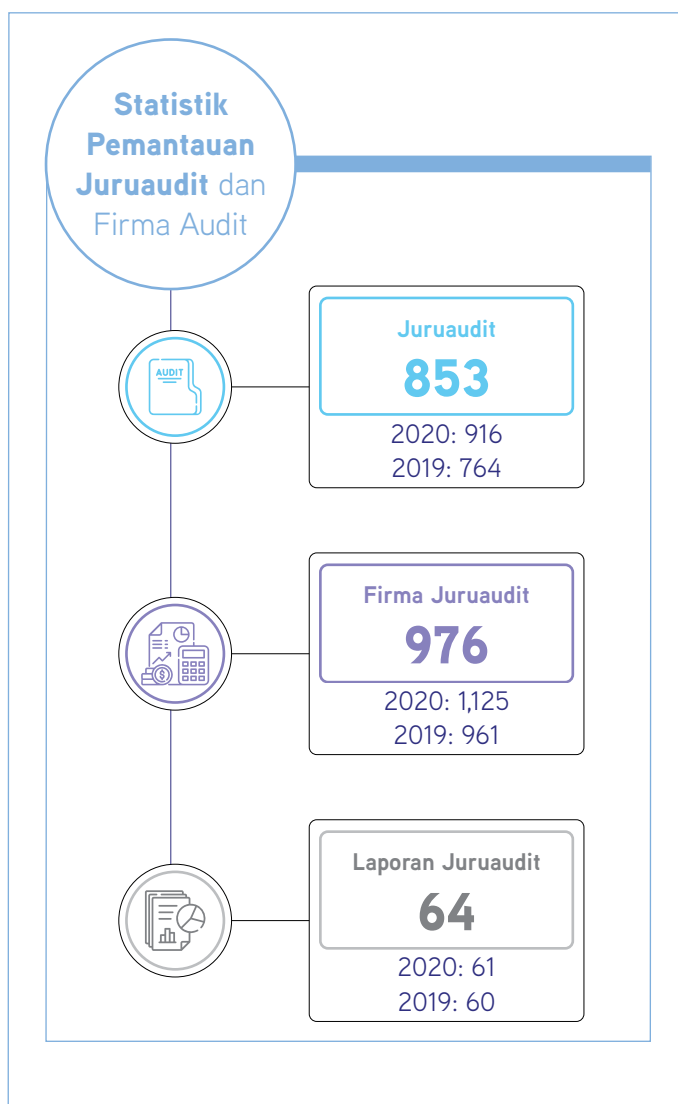 Statistik
Pemantauan
Juruaudit dan
Firma Audit
AUDIT
Juruaudit
853
2020: 916
2019: 764
$
Firma Juruaudit
976
2020: 1,125
2019: 961
Laporan Juruaudit
64
2020: 61
2019: 60